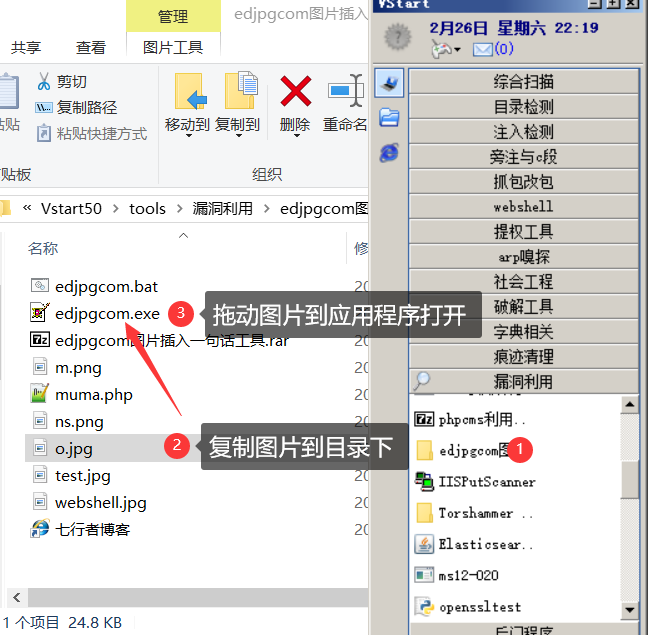 管理
edjpgcom图片插入
共享
查看
图片工具
剪切
复制路径
粘贴快捷方式
移动到
复制到
删除
重命名
贴板
组织
« Vstart50 > tools > 漏洞利用 > edjpgcom图
名称
修
edjpgcom.bat
20
edjpgcom.exe
3
拖动图片到应用程序打开
edjpgcom图片插入一句话工具.rar
m.png
20
muma.php
20
ns.png
20
o.jpg
2
复制图片到目录下
test.jpg
20
webshell.jpg
20
七行者博客
20
1 个项目 24.8 KB
VStart
2月26日 星期六 22:19
(0)
综合扫描
目录检测
注入检测
旁注与c段
抓包改包
webshell
提权工具
arp嗅探
社会工程
破解工具
字典相关
痕迹清理
漏洞利用
phpcms利用..
edjpgcom图
1
IISPutScanner
Torshammer ..
Elasticsear..
ms12-020
openssltest
后门程序